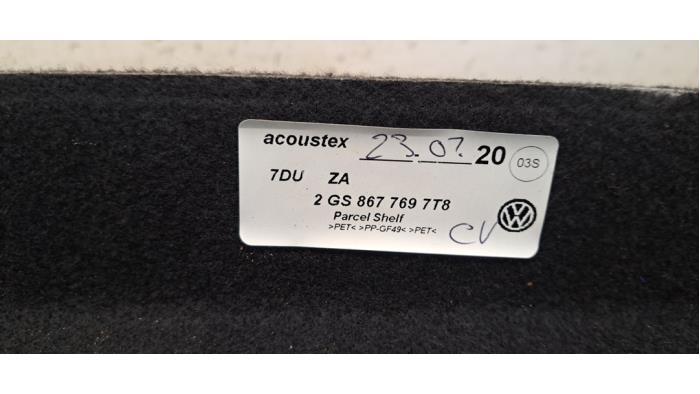 acoustex 23.07.20 03S
7DU ZA
2 GS 867 769 7T8
Parcel Shelf
>PET< >PP-GF49< >PET< CV